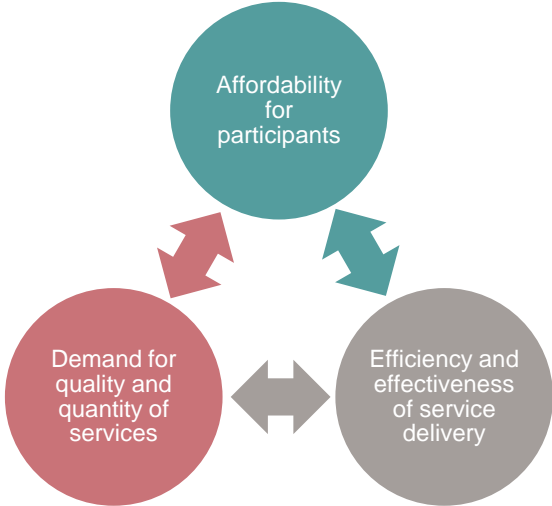 Affordability
for
participants
Demand for
quality and
quantity of
services
Efficiency and
effectiveness
of service
delivery